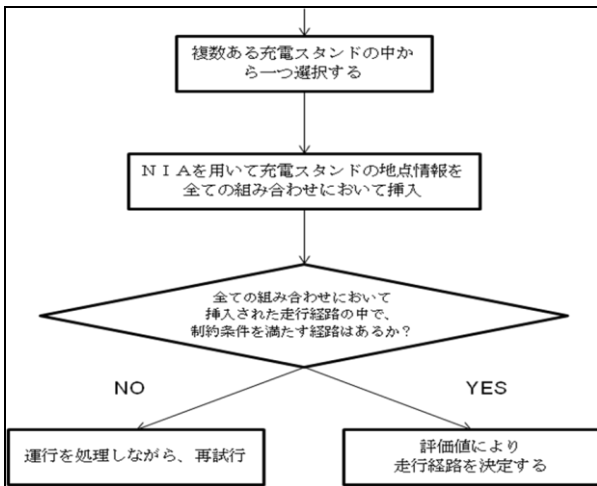 複数ある充電スタンドの中か
ら一つ選択する
ＮＩＡを用いて充電スタンドの地点情報を
全ての組み合わせにおいて挿入
全ての組み合わせにおいて
挿入された走行経路の中で、
制約条件を満たす経路はあるか？
NO
YES
運行を処理しながら、再試行
評価値により
走行経路を決定する